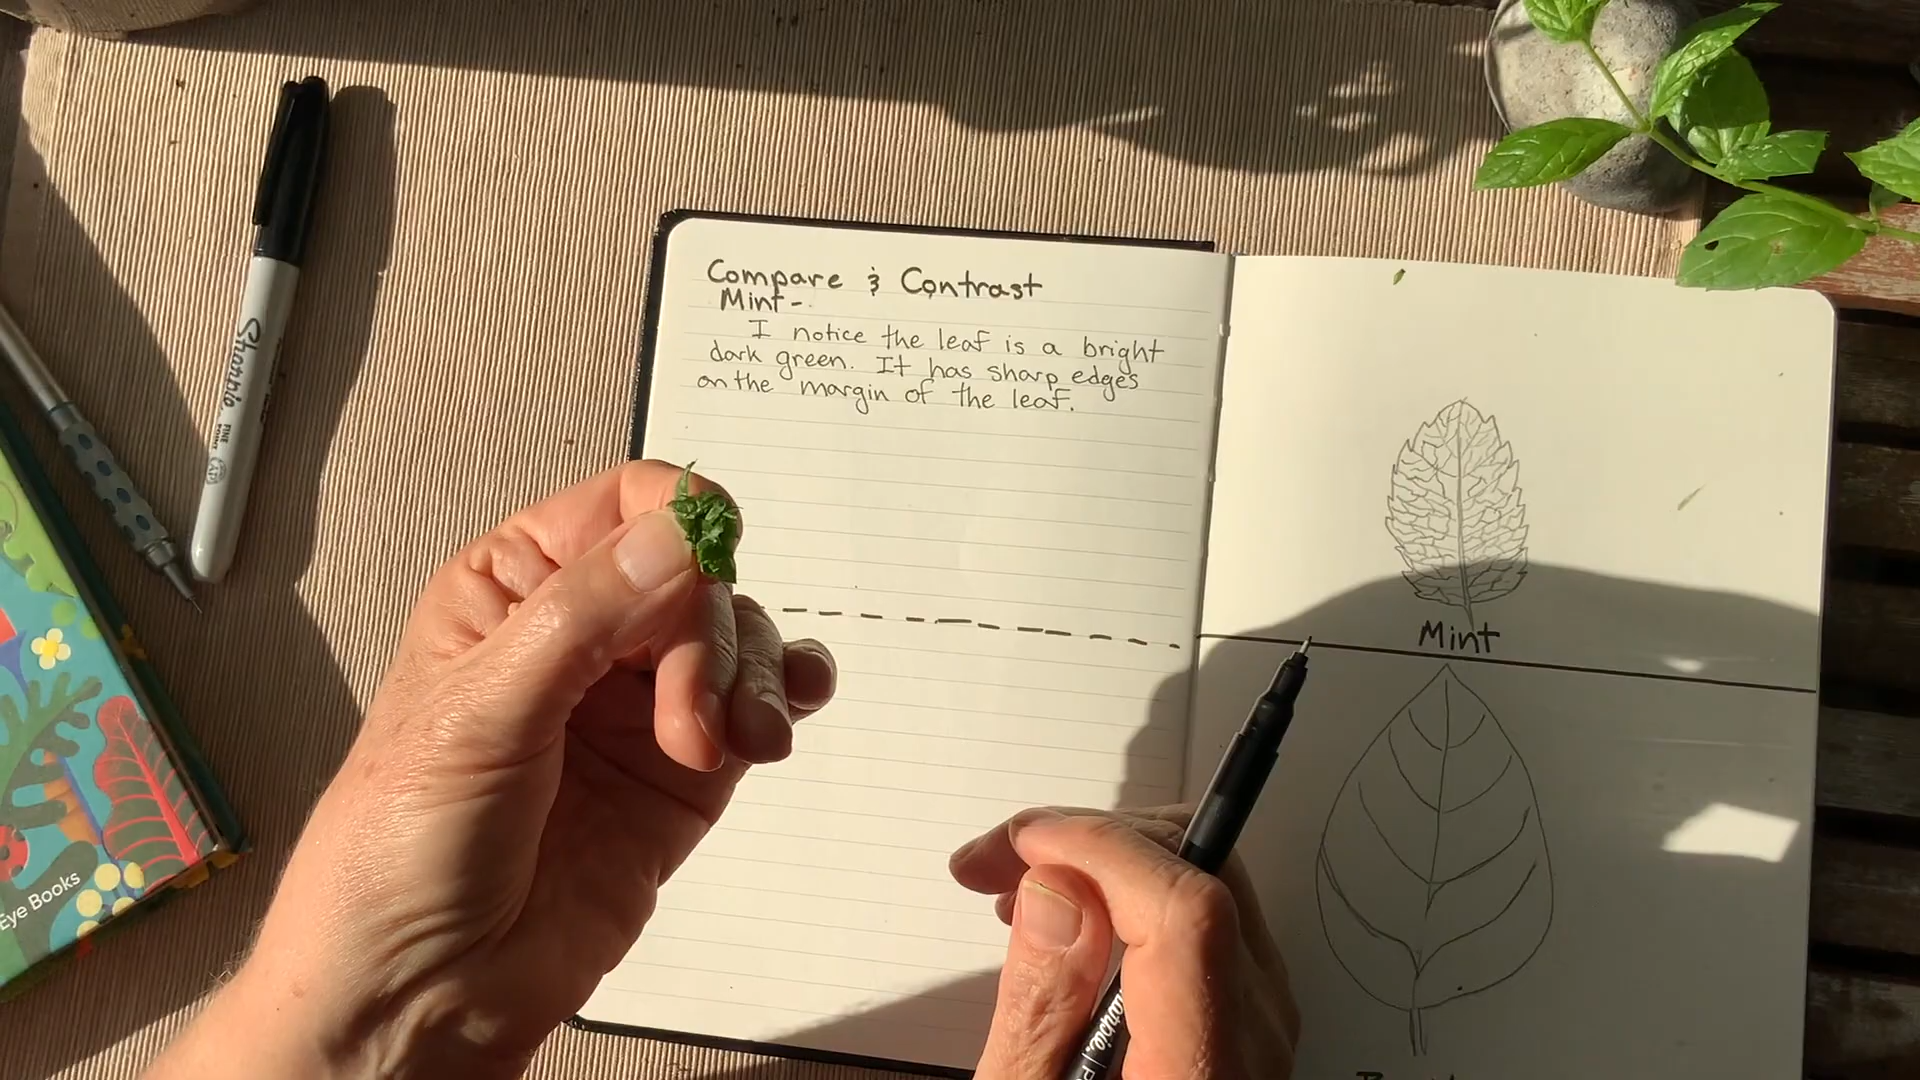 Compare & Contrast
Mint -
I notice the leaf is a bright
dark green. It has sharp edges
on the margin of the leaf.
Mint
Sharpie.
FINE
POINT
AP
Eye Books